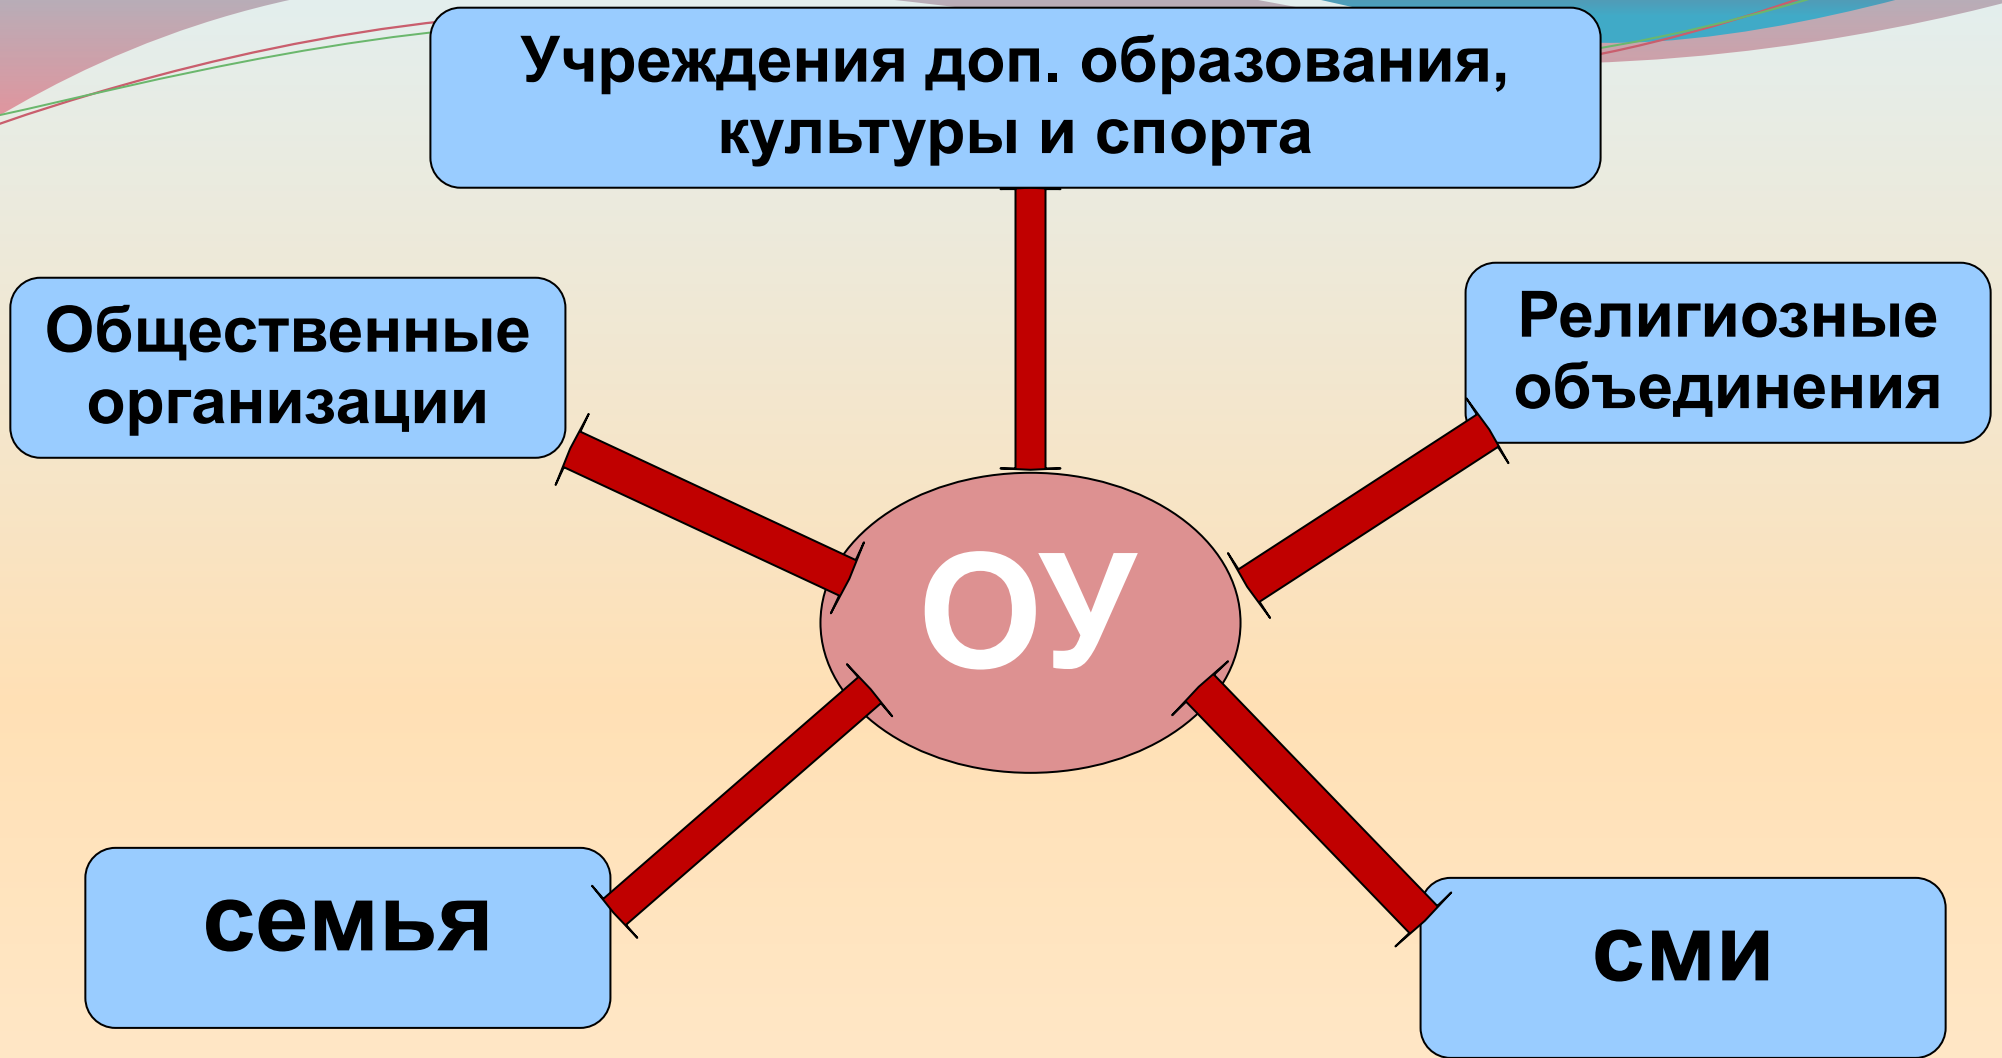 Учреждения доп. образования,
культуры и спорта
Общественные
организации
Религиозные
объединения
ОУ
семья
сми